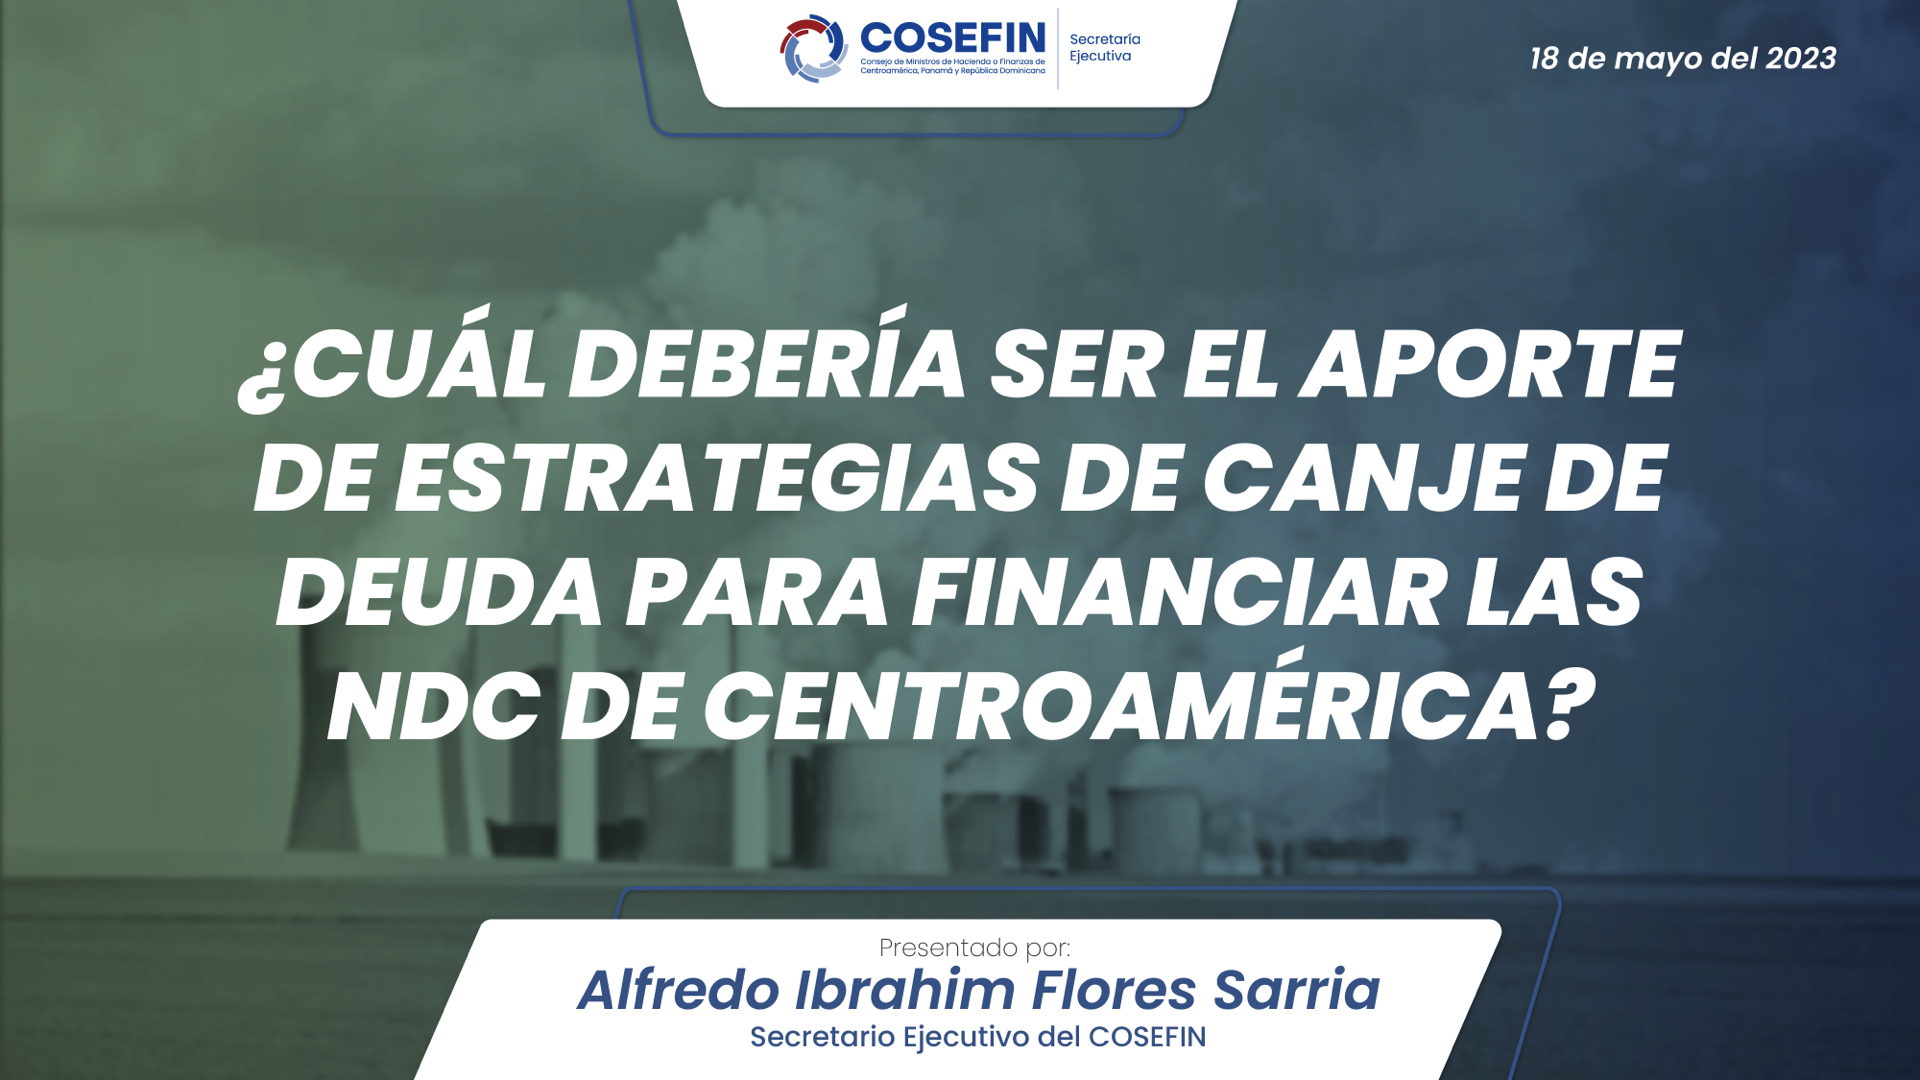 COSEFIN
Consejo de Ministros de Hacienda o Finanzas de
Centroamérica, Panamá y República Dominicana
Secretaría
Ejecutiva
18 de mayo del 2023
¿CUÁL DEBERÍA SER EL APORTE
DE ESTRATEGIAS DE CANJE DE
DEUDA PARA FINANCIAR LAS
NDC DE CENTROAMÉRICA?
Presentado por:
Alfredo Ibrahim Flores Sarria
Secretario Ejecutivo del COSEFIN